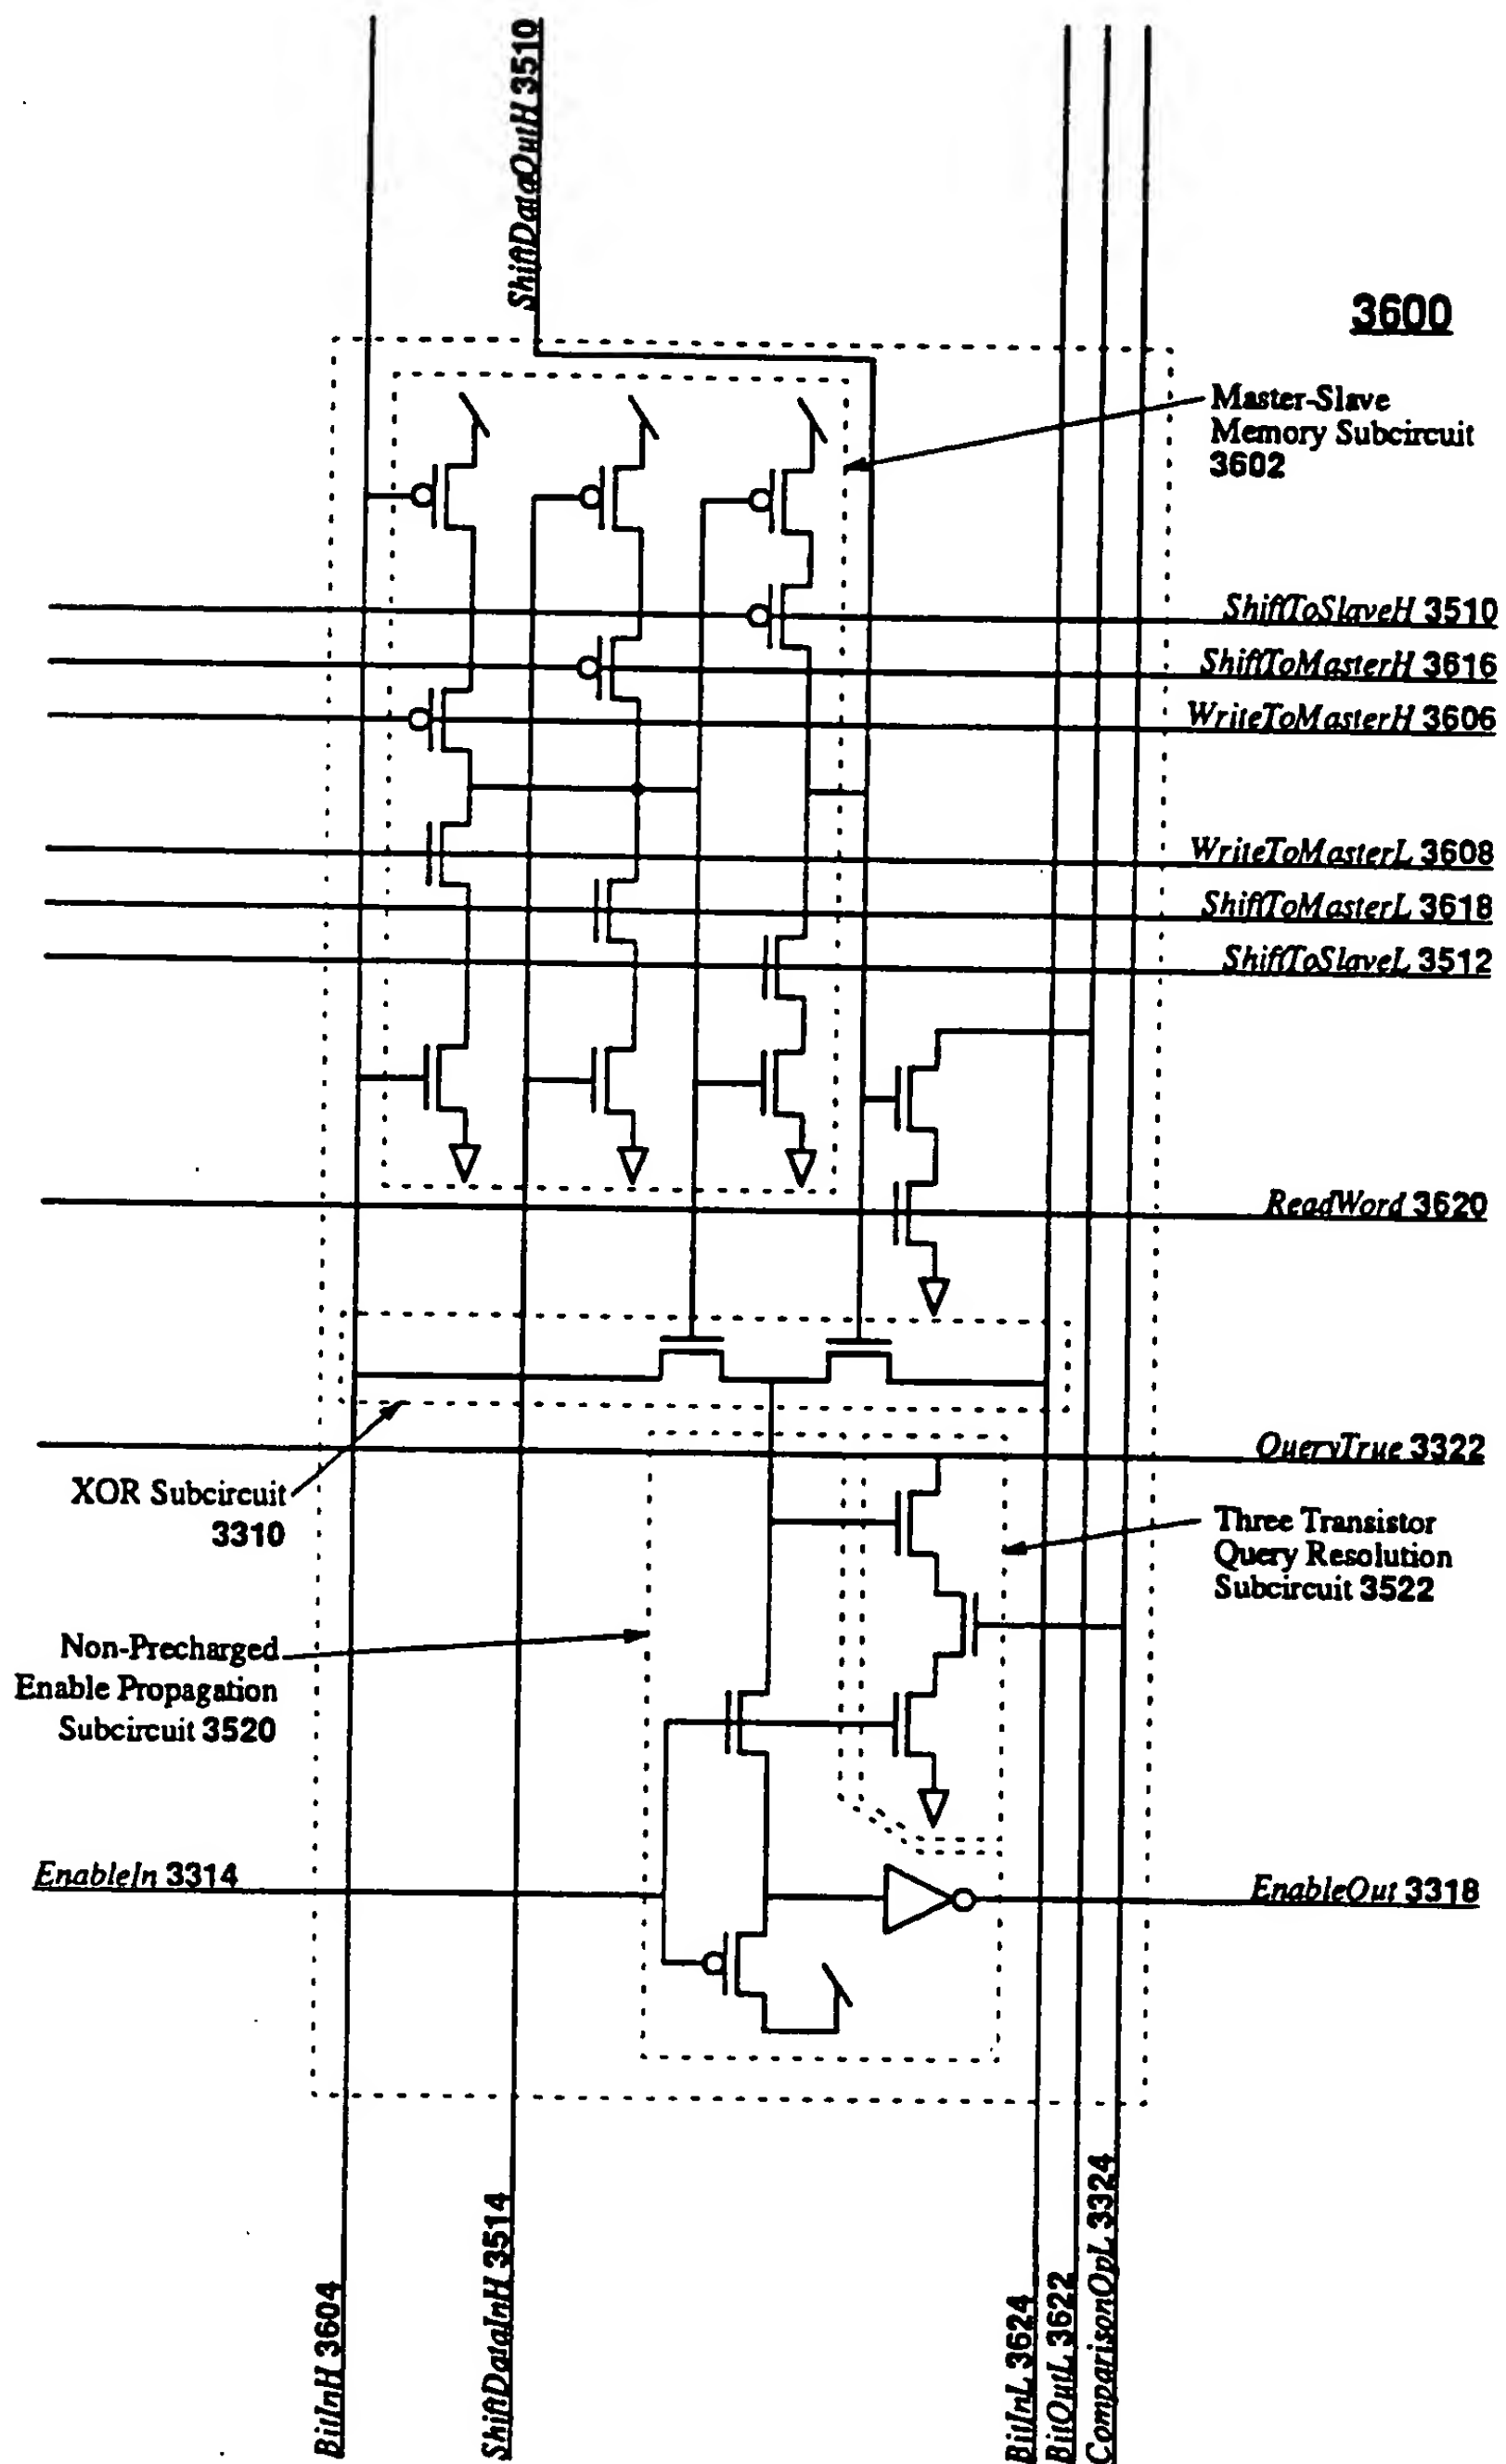 ShiftDataOutH 3510
3600
Master-Slave
Memory Subcircuit
3602
ShiftToSlaveH 3510
ShiftToMasterH 3616
WriteToMasterH 3606
WriteToMasterL 3608
ShiftToMasterL 3618
ShiftToSlaveL 3512
ReadWord 3620
QueryTrue 3322
XOR Subcircuit
3310
Three Transistor
Query Resolution
Subcircuit 3522
Non-Precharged
Enable Propagation
Subcircuit 3520
EnableIn 3314
EnableOut 3318
BitInH 3604
ShiftDataInH 3514
BitInL 3624
BitOutL 3622
ComparisonOpL 3324